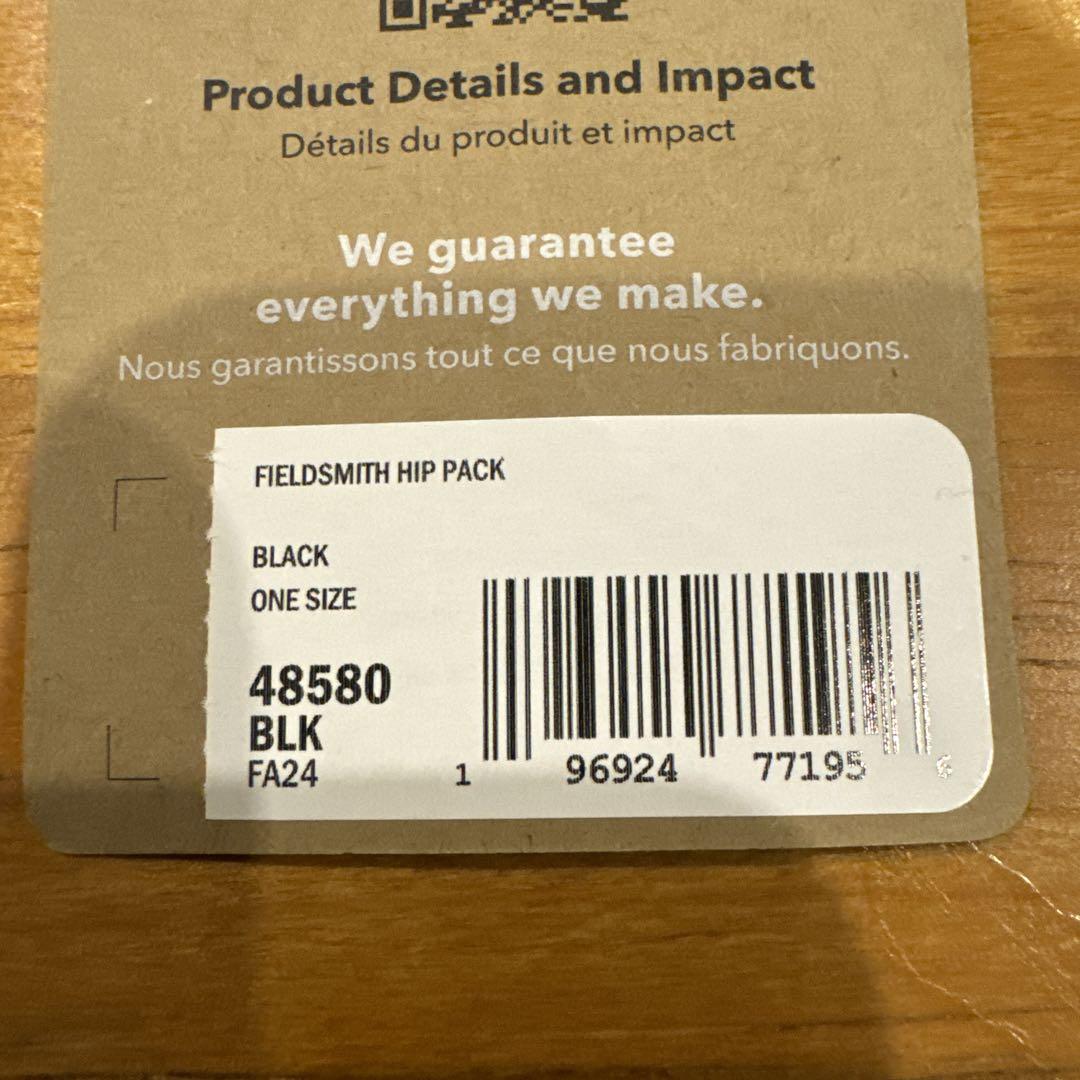 Product Details and Impact
Détails du produit et impact
We guarantee
everything we make.
Nous garantissons tout ce que nous fabriquons.
FIELDSMITH HIP PACK
BLACK
ONE SIZE
48580
BLK
FA24
1 96924 77195 6